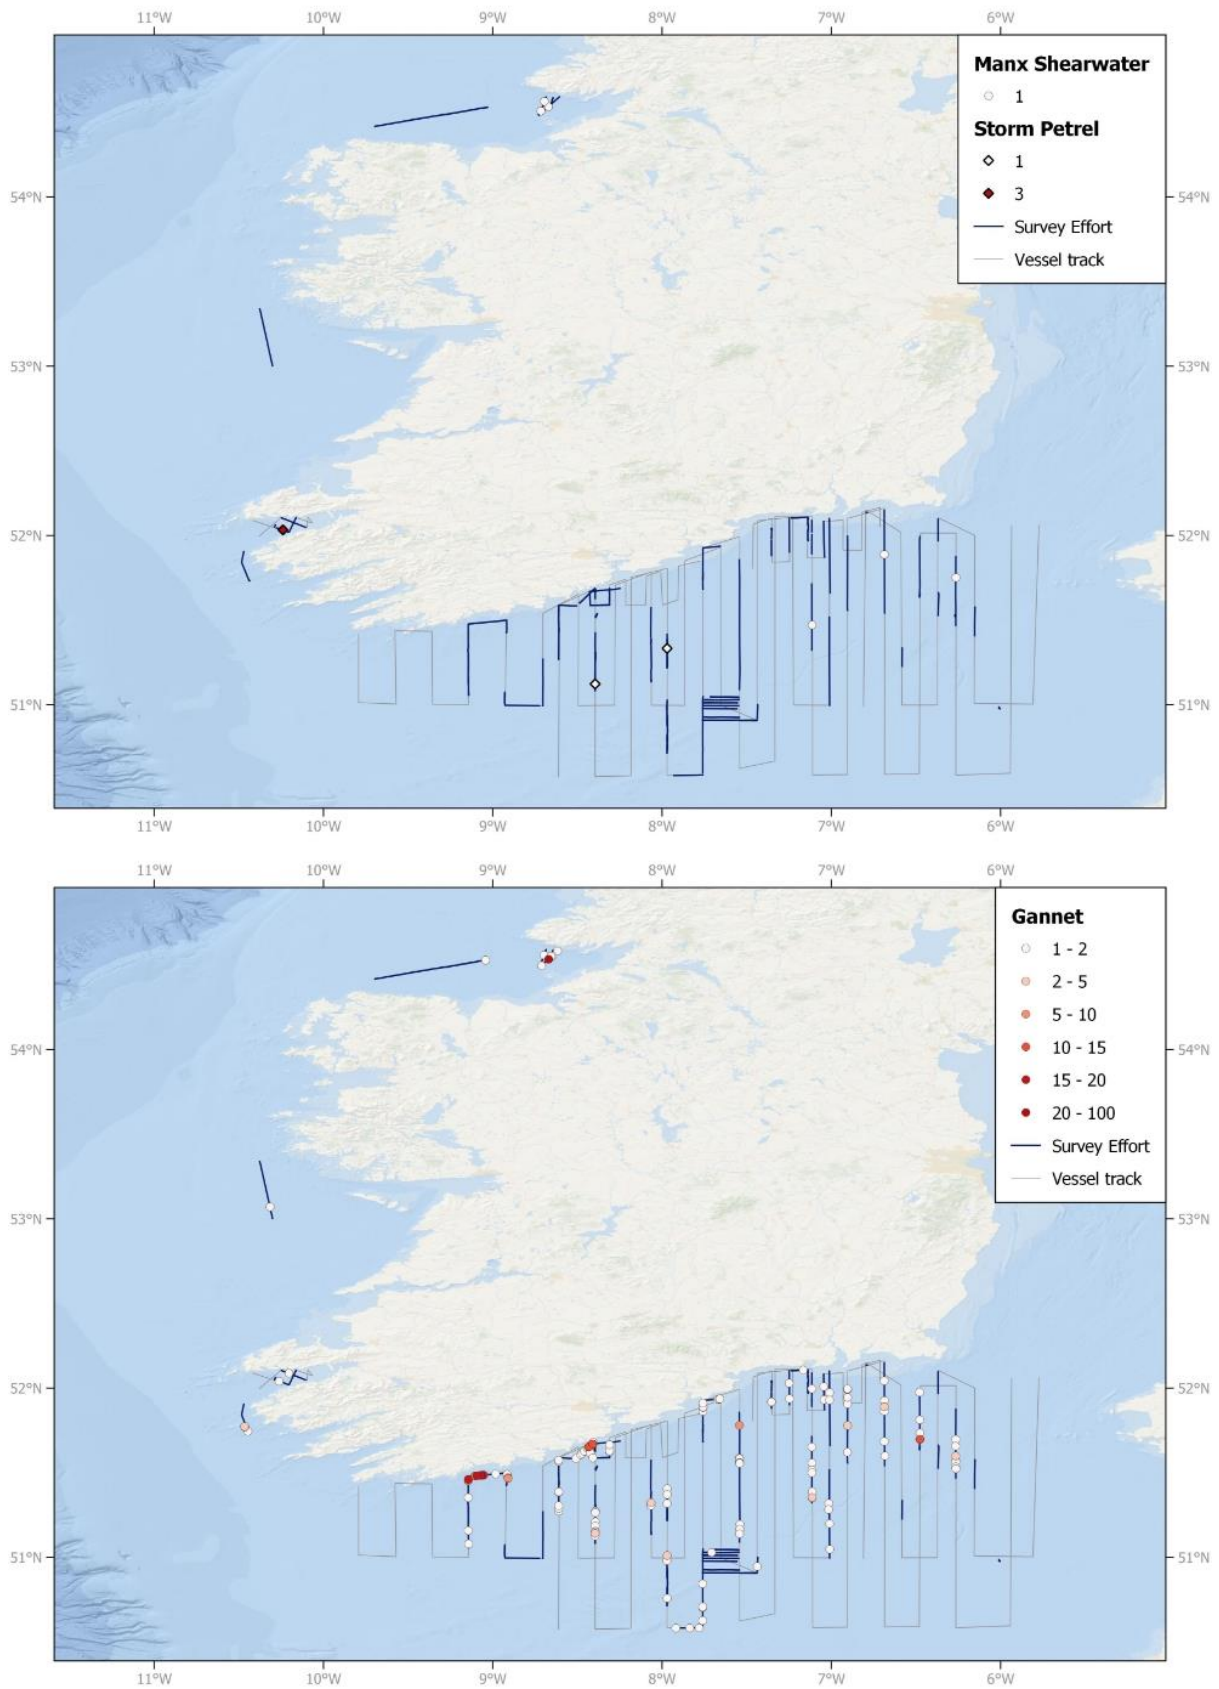 11°W 10°W 9°W 8°W 7°W 6°W
Manx Shearwater
1
Storm Petrel
1
3
Survey Effort
Vessel track
54°N 54°N
53°N 53°N
52°N 52°N
51°N 51°N
11°W 10°W 9°W 8°W 7°W 6°W
11°W 10°W 9°W 8°W 7°W 6°W
Gannet
1 - 2
2 - 5
5 - 10
10 - 15
15 - 20
20 - 100
Survey Effort
Vessel track
54°N 54°N
53°N 53°N
52°N 52°N
51°N 51°N
11°W 10°W 9°W 8°W 7°W 6°W